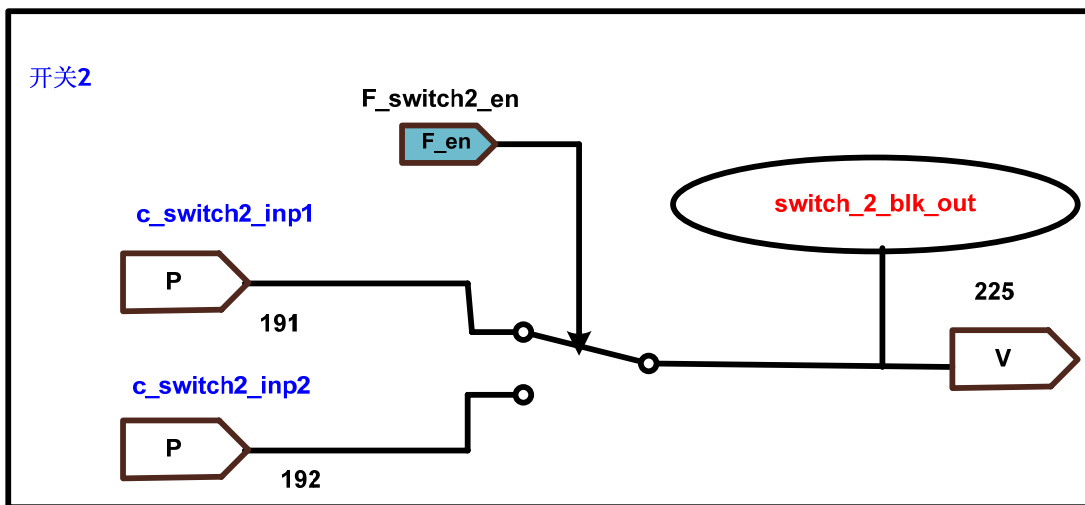 开关2
F_switch2_en
F_en
switch_2_blk_out
c_switch2_inp1
P
191
225
V
c_switch2_inp2
P
192